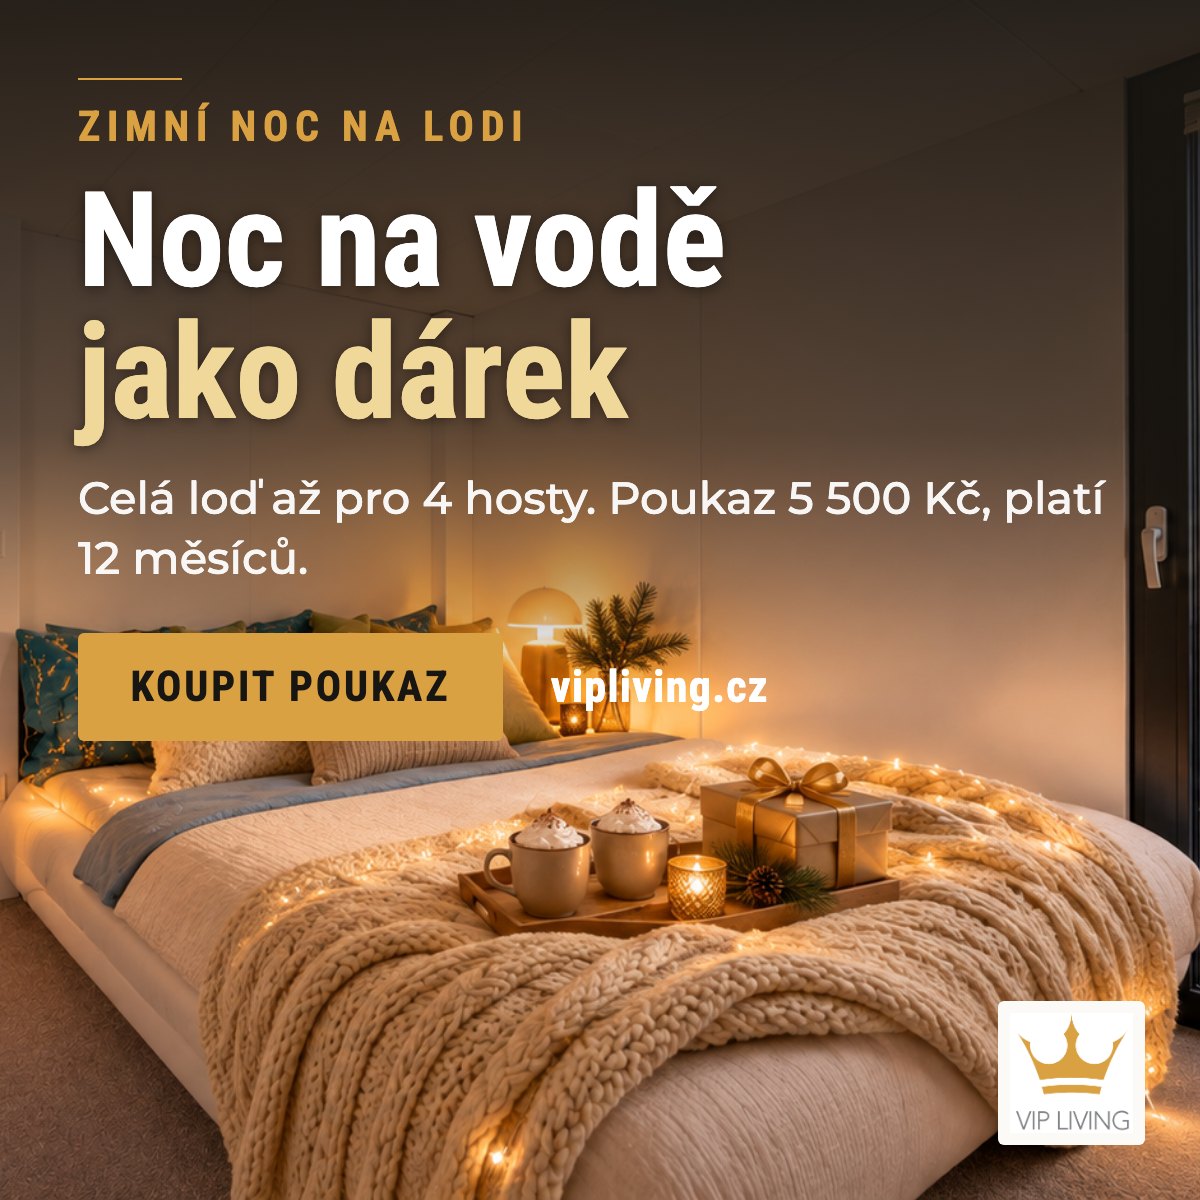 ZIMNÍ NOC NA LODI
Noc na vodě
jako dárek
Celá loď až pro 4 hosty. Poukaz 5 500 Kč, platí
12 měsíců.
KOUPIT POUKAZ
vipliving.cz
VIP LIVING